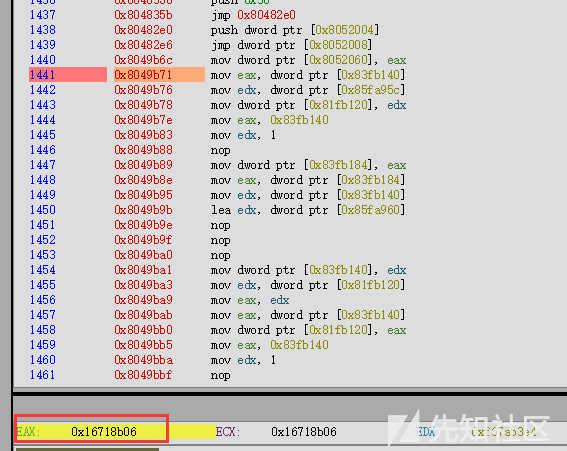 1437 0x804835b jmp 0x80482e0
1438 0x80482e0 push dword ptr [0x8052004]
1439 0x80482e6 jmp dword ptr [0x8052008]
1440 0x8049b6c mov dword ptr [0x8052060], eax
1441 0x8049b71 mov eax, dword ptr [0x83fb140]
1442 0x8049b76 mov edx, dword ptr [0x85fa95c]
1443 0x8049b78 mov dword ptr [0x81fb120], edx
1444 0x8049b7e mov eax, 0x83fb140
1445 0x8049b83 mov edx, 1
1446 0x8049b88 nop
1447 0x8049b89 mov dword ptr [0x83fb184], eax
1448 0x8049b8e mov eax, dword ptr [0x83fb184]
1449 0x8049b95 mov edx, dword ptr [0x83fb140]
1450 0x8049b9b lea edx, dword ptr [0x85fa960]
1451 0x8049b9e nop
1452 0x8049b9f nop
1453 0x8049ba0 nop
1454 0x8049ba1 mov dword ptr [0x83fb140], edx
1455 0x8049ba3 mov edx, dword ptr [0x81fb120]
1456 0x8049ba9 mov eax, edx
1457 0x8049bab mov eax, dword ptr [0x83fb140]
1458 0x8049bb0 mov dword ptr [0x81fb120], eax
1459 0x8049bb5 mov eax, 0x83fb140
1460 0x8049bba mov edx, 1
1461 0x8049bbf nop
EAX: 0x16718b06 ECX: 0x16718b06
先知社区